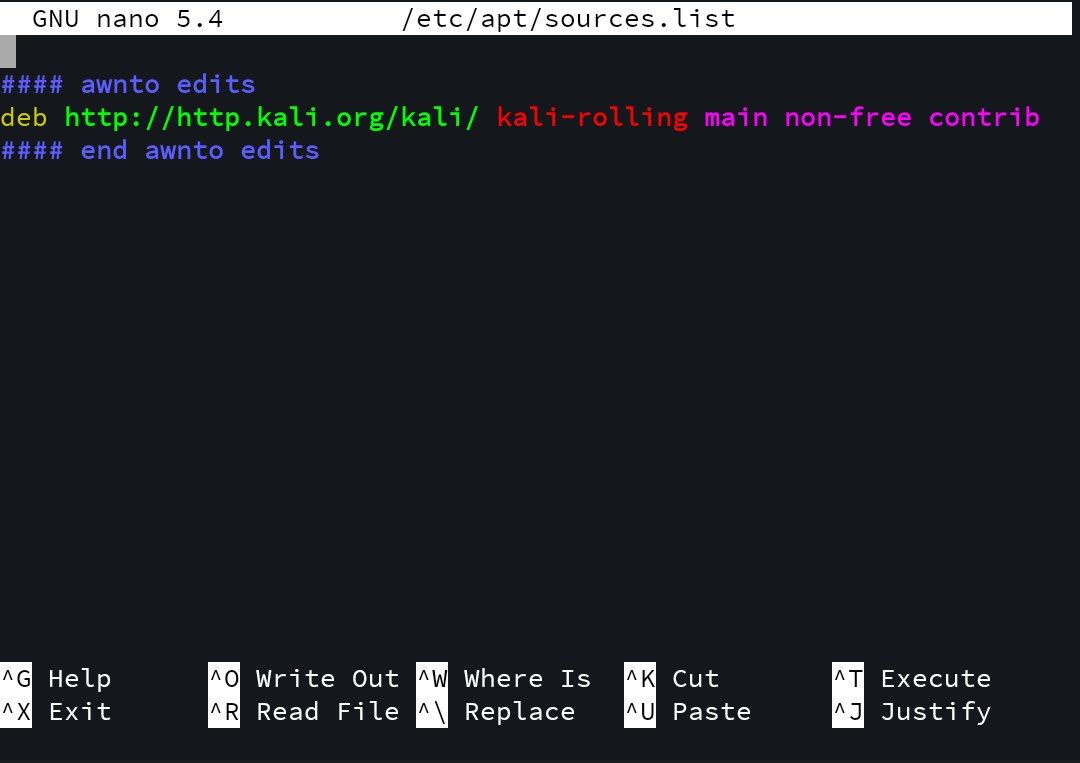 GNU nano 5.4 /etc/apt/sources.list
#### awnto edits
deb http://http.kali.org/kali/ kali-rolling main non-free contrib
#### end awnto edits
^G Help ^O Write Out ^W Where Is ^K Cut ^T Execute
^X Exit ^R Read File ^\ Replace ^U Paste ^J Justify